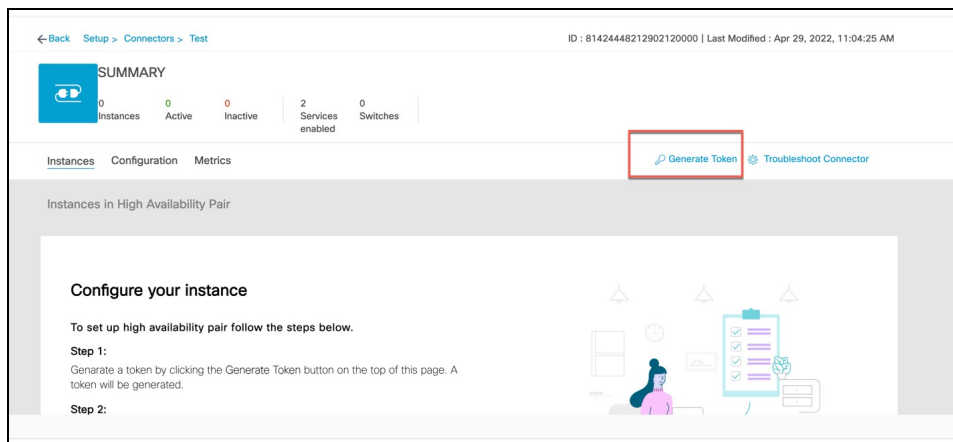 Back Setup > Connectors > Test
ID : 81424448212902120000 | Last Modified : Apr 29, 2022, 11:04:25 AM
SUMMARY
0 0 0 2 0
Instances Active Inactive Services enabled Switches
Instances Configuration Metrics
Generate Token Troubleshoot Connector
Instances in High Availability Pair
Configure your instance
To set up high availability pair follow the steps below.
Step 1:
Genarate a token by clicking the Generate Token button on the top of this page. A
token will be generated.
Step 2: